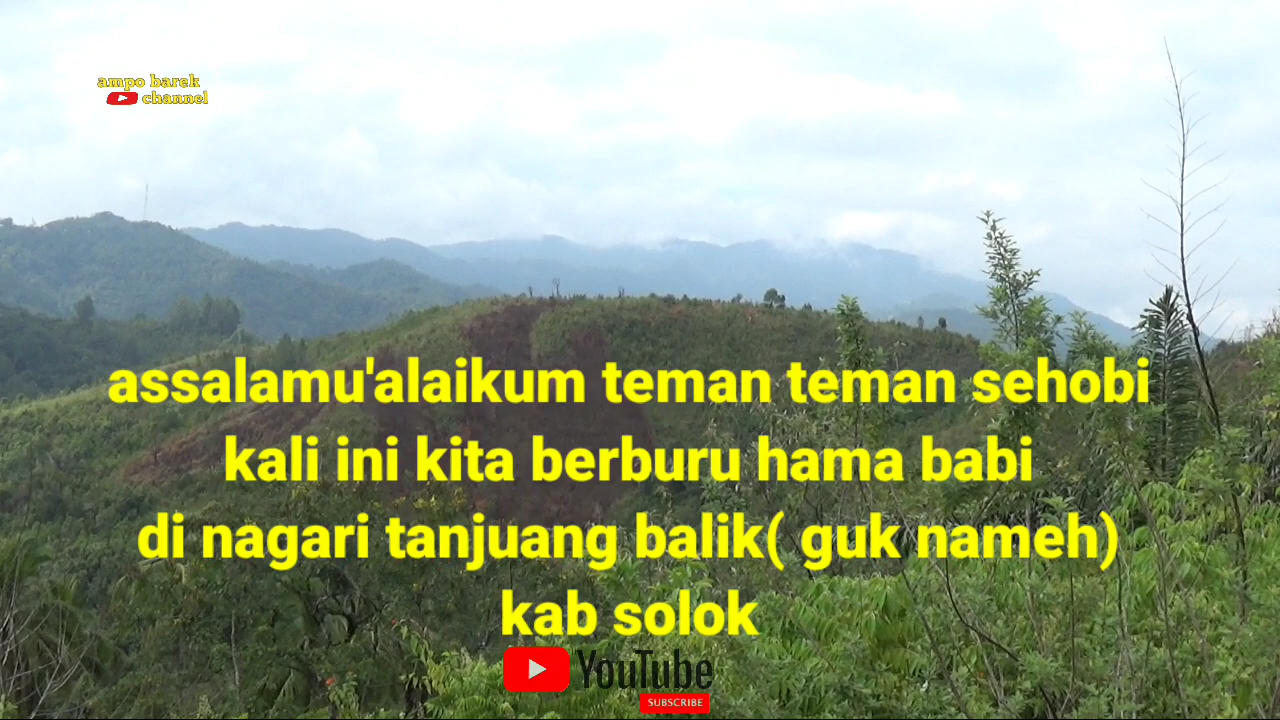 ampo barek
channel
assalamu'alaikum teman teman sehobi
kali ini kita berburu hama babi
di nagari tanjuang balik( guk nameh)
kab solok
YouTube
SUBSCRIBE